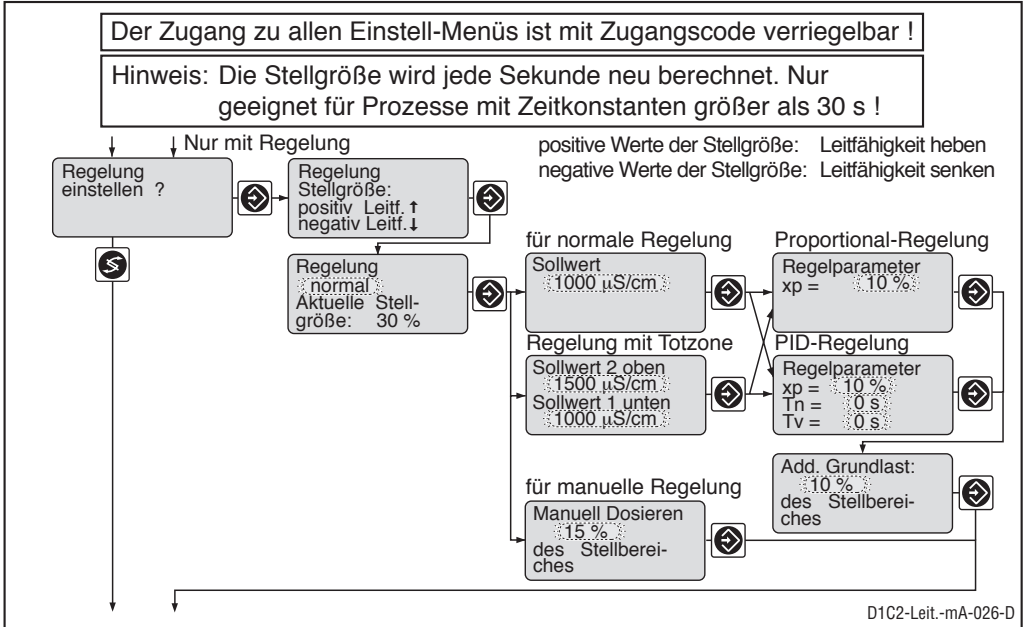 Der Zugang zu allen Einstell-Menüs ist mit Zugangscode verriegelbar !
Hinweis: Die Stellgröße wird jede Sekunde neu berechnet. Nur
geeignet für Prozesse mit Zeitkonstanten größer als 30 s !
Nur mit Regelung
positive Werte der Stellgröße: Leitfähigkeit heben
negative Werte der Stellgröße: Leitfähigkeit senken
Regelung
einstellen ?
Regelung
Stellgröße:
positiv Leitf.↑
negativ Leitf.↓
Regelung
normal
Aktuelle Stell-
größe: 30 %
für normale Regelung
Sollwert
1000 µS/cm
Proportional-Regelung
Regelparameter
xp = 10 %
Regelung mit Totzone
Sollwert 2 oben
1500 µS/cm
Sollwert 1 unten
1000 µS/cm
PID-Regelung
Regelparameter
xp = 10 %
Tn = 0 s
Tv = 0 s
Add. Grundlast:
10 %
des Stellberei-
ches
für manuelle Regelung
Manuell Dosieren
15 %
des Stellberei-
ches
D1C2-Leit.-mA-026-D